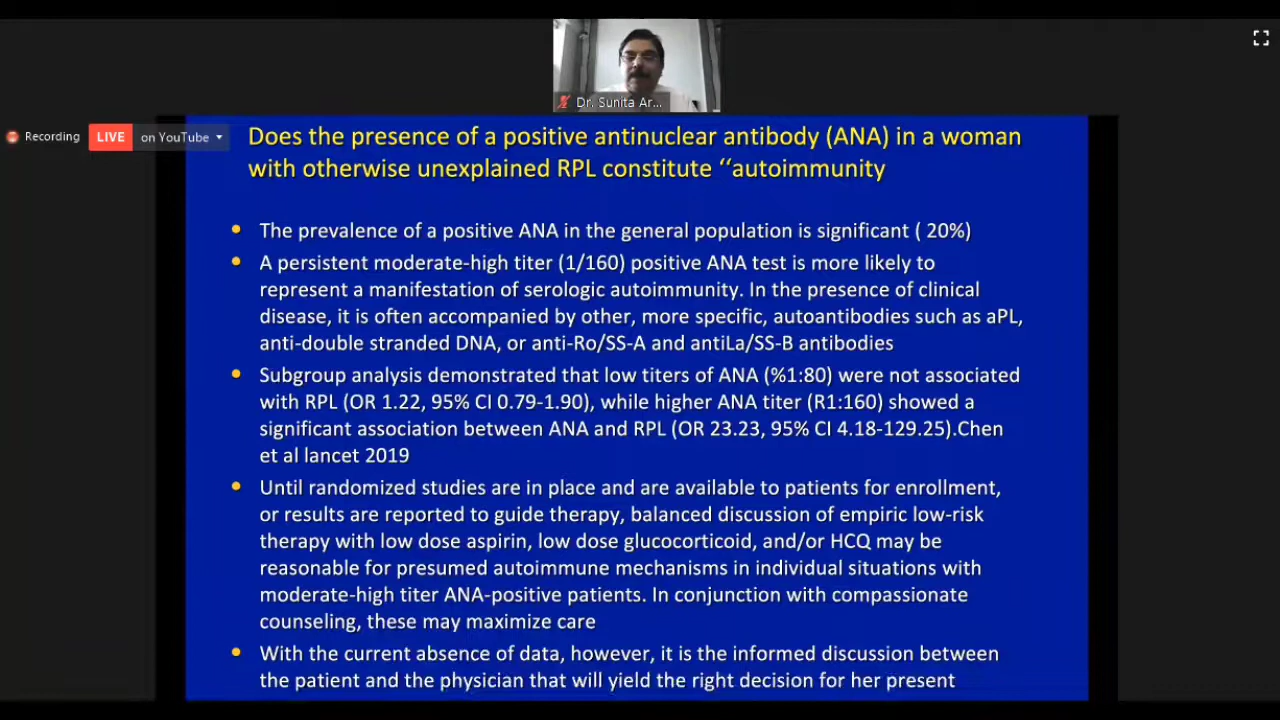 Dr. Sunita Ar...
Recording
LIVE on YouTube
Does the presence of a positive antinuclear antibody (ANA) in a woman
with otherwise unexplained RPL constitute ‘‘autoimmunity
• The prevalence of a positive ANA in the general population is significant ( 20%)
• A persistent moderate-high titer (1/160) positive ANA test is more likely to
represent a manifestation of serologic autoimmunity. In the presence of clinical
disease, it is often accompanied by other, more specific, autoantibodies such as aPL,
anti-double stranded DNA, or anti-Ro/SS-A and antiLa/SS-B antibodies
• Subgroup analysis demonstrated that low titers of ANA (%1:80) were not associated
with RPL (OR 1.22, 95% CI 0.79-1.90), while higher ANA titer (R1:160) showed a
significant association between ANA and RPL (OR 23.23, 95% CI 4.18-129.25).Chen
et al lancet 2019
• Until randomized studies are in place and are available to patients for enrollment,
or results are reported to guide therapy, balanced discussion of empiric low-risk
therapy with low dose aspirin, low dose glucocorticoid, and/or HCQ may be
reasonable for presumed autoimmune mechanisms in individual situations with
moderate-high titer ANA-positive patients. In conjunction with compassionate
counseling, these may maximize care
• With the current absence of data, however, it is the informed discussion between
the patient and the physician that will yield the right decision for her present